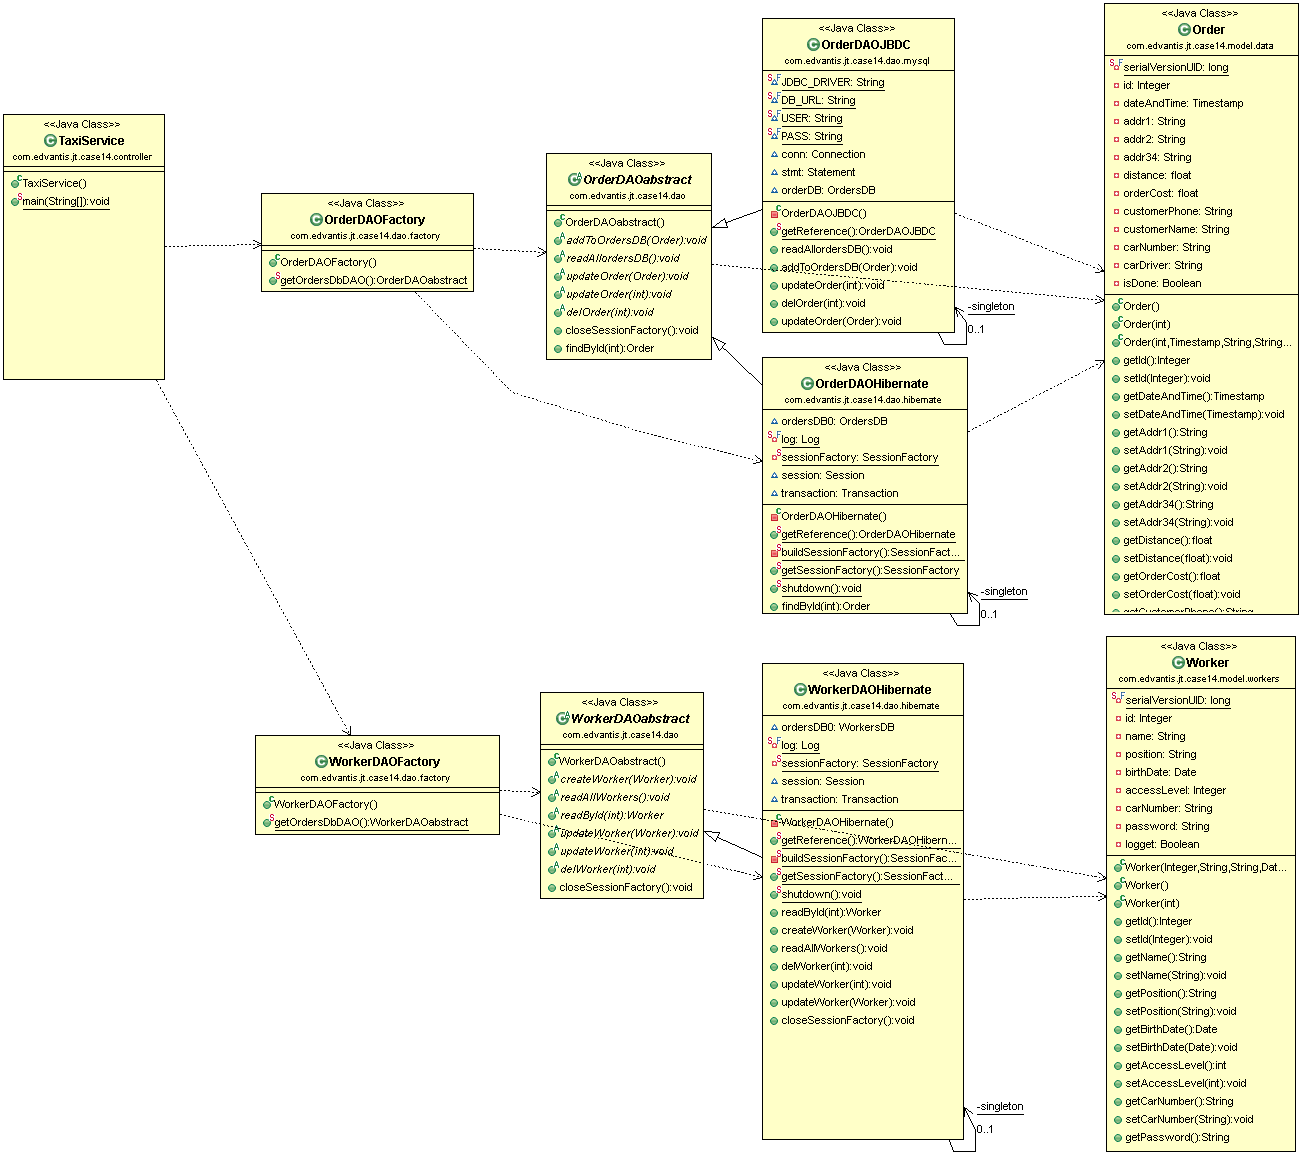 <<Java Class>>
TaxiService
com.edvantis.jt.case14.controller
TaxiService()
main(String[]):void
<<Java Class>>
OrderDAOFactory
com.edvantis.jt.case14.dao.factory
OrderDAOFactory()
getOrdersDbDAO():OrderDAOabstract
<<Java Class>>
OrderDAOabstract
com.edvantis.jt.case14.dao
OrderDAOabstract()
addToOrdersDB(Order):void
readAllordersDB():void
updateOrder(Order):void
updateOrder(int):void
delOrder(int):void
closeSessionFactory():void
findById(int):Order
<<Java Class>>
OrderDAOJBDC
com.edvantis.jt.case14.dao.mysql
JDBC_DRIVER: String
DB_URL: String
USER: String
PASS: String
conn: Connection
stmt: Statement
orderDB: OrdersDB
OrderDAOJBDC()
getReference():OrderDAOJBDC
readAllordersDB():void
addToOrdersDB(Order):void
updateOrder(int):void
delOrder(int):void
updateOrder(Order):void
-singleton
0..1
<<Java Class>>
OrderDAOHibernate
com.edvantis.jt.case14.dao.hibernate
ordersDB0: OrdersDB
log: Log
sessionFactory: SessionFactory
session: Session
transaction: Transaction
OrderDAOHibernate()
getReference():OrderDAOHibernate
buildSessionFactory():SessionFact...
getSessionFactory():SessionFactory
shutdown():void
findById(int):Order
-singleton
0..1
<<Java Class>>
Order
com.edvantis.jt.case14.model.data
serialVersionUID: long
id: Integer
dateAndTime: Timestamp
addr1: String
addr2: String
addr34: String
distance: float
orderCost: float
customerPhone: String
customerName: String
carNumber: String
carDriver: String
isDone: Boolean
Order()
Order(int)
Order(int,Timestamp,String,String...
getId():Integer
setId(Integer):void
getDateAndTime():Timestamp
setDateAndTime(Timestamp):void
getAddr1():String
setAddr1(String):void
getAddr2():String
setAddr2(String):void
getAddr34():String
setAddr34(String):void
getDistance():float
setDistance(float):void
getOrderCost():float
setOrderCost(float):void
getCustomerPhone():String
<<Java Class>>
WorkerDAOFactory
com.edvantis.jt.case14.dao.factory
WorkerDAOFactory()
getOrdersDbDAO():WorkerDAOabstract
<<Java Class>>
WorkerDAOabstract
com.edvantis.jt.case14.dao
WorkerDAOabstract()
createWorker(Worker):void
readAllWorkers():void
readById(int):Worker
updateWorker(Worker):void
updateWorker(int):void
delWorker(int):void
closeSessionFactory():void
<<Java Class>>
WorkerDAOHibernate
com.edvantis.jt.case14.dao.hibernate
ordersDB0: WorkersDB
log: Log
sessionFactory: SessionFactory
session: Session
transaction: Transaction
WorkerDAOHibernate()
getReference():WorkerDAOHibern...
buildSessionFactory():SessionFac...
getSessionFactory():SessionFact...
shutdown():void
readById(int):Worker
createWorker(Worker):void
readAllWorkers():void
delWorker(int):void
updateWorker(int):void
updateWorker(Worker):void
closeSessionFactory():void
-singleton
0..1
<<Java Class>>
Worker
com.edvantis.jt.case14.model.workers
serialVersionUID: long
id: Integer
name: String
position: String
birthDate: Date
accessLevel: Integer
carNumber: String
password: String
logget: Boolean
Worker(Integer,String,String,Dat...
Worker()
Worker(int)
getId():Integer
setId(Integer):void
getName():String
setName(String):void
getPosition():String
setPosition(String):void
getBirthDate():Date
setBirthDate(Date):void
getAccessLevel():int
setAccessLevel(int):void
getCarNumber():String
setCarNumber(String):void
getPassword():String